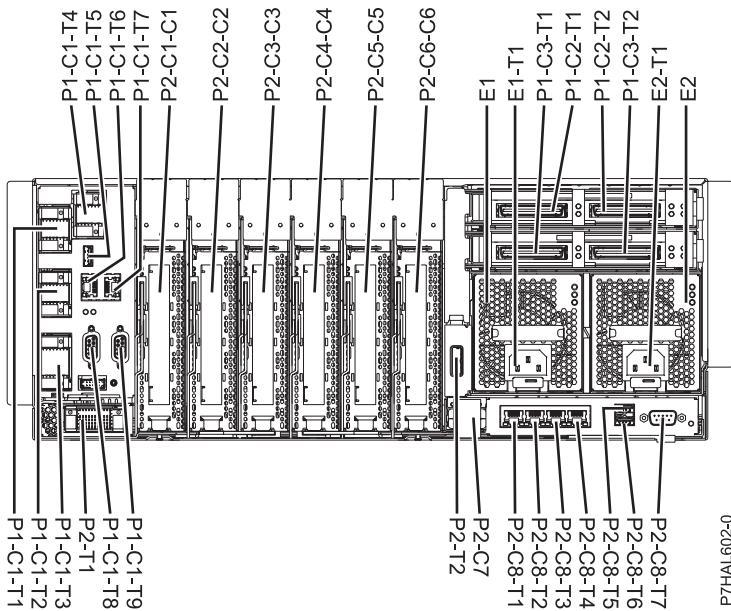 P1-C1-T4
P1-C1-T5
P1-C1-T6
P1-C1-T7
P2-C1-C1
P2-C2-C2
P2-C3-C3
P2-C4-C4
P2-C5-C5
P2-C6-C6
E1
E1-T1
P1-C3-T1
P1-C2-T1
P1-C2-T2
P1-C3-T2
E2-T1
E2
P1-C1-T1
P1-C1-T2
P1-C1-T3
P2-T1
P1-C1-T8
P1-C1-T9
P2-T2
P2-C7
P2-C8-T1
P2-C8-T2
P2-C8-T3
P2-C8-T4
P2-C8-T5
P2-C8-T6
P2-C8-T7
P7HAL602-0